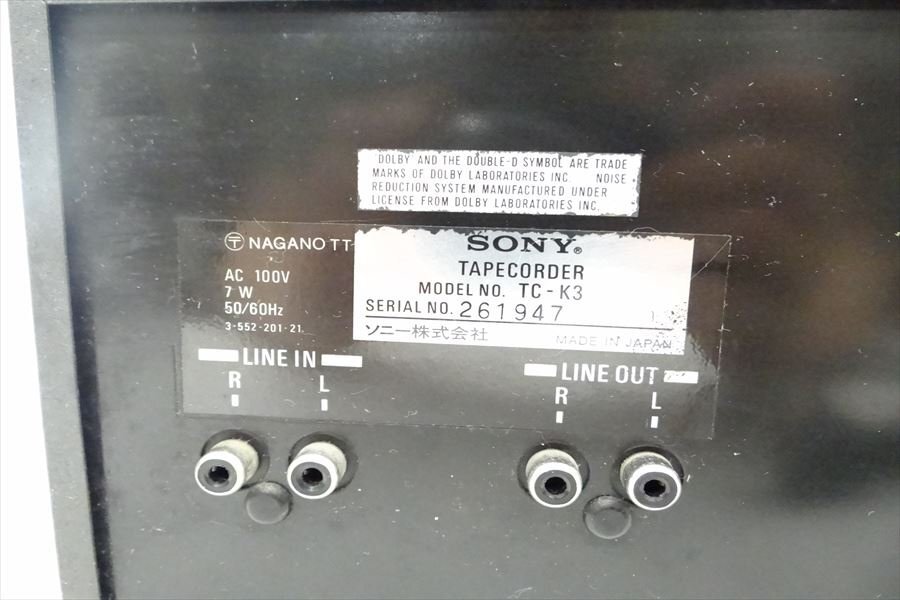 "DOLBY" AND THE DOUBLE-D SYMBOL ARE TRADE
MARKS OF DOLBY LABORATORIES INC. NOISE
REDUCTION SYSTEM MANUFACTURED UNDER
LICENSE FROM DOLBY LABORATORIES INC.
〒 NAGANO TT-
AC 100V
7 W
50/60Hz
3-552-201-21
SONY®
TAPECORDER
MODEL NO. TC-K3
SERIAL NO. 261947
ソニー株式会社 MADE IN JAPAN
LINE IN
R L
LINE OUT
R L